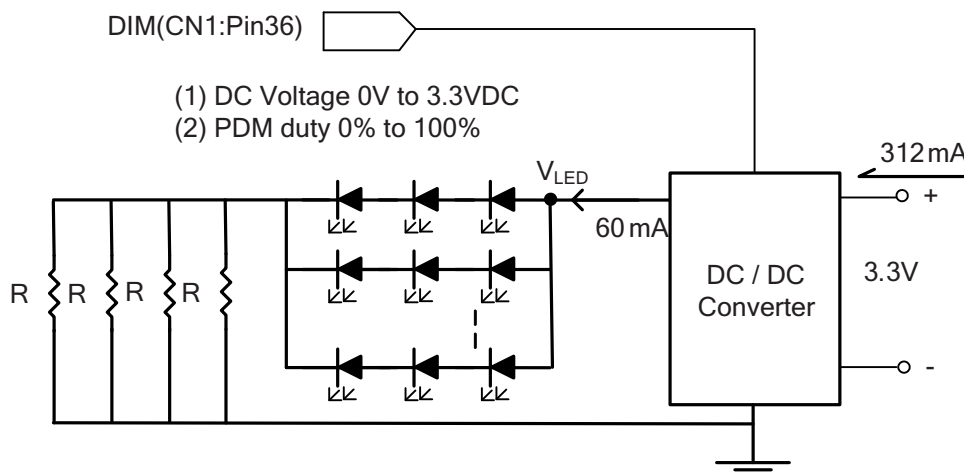 DIM(CN1:Pin36)
(1) DC Voltage 0V to 3.3VDC
(2) PDM duty 0% to 100%
312mA
VLED
60mA
+
DC / DC
Converter
3.3V
R R R R
-